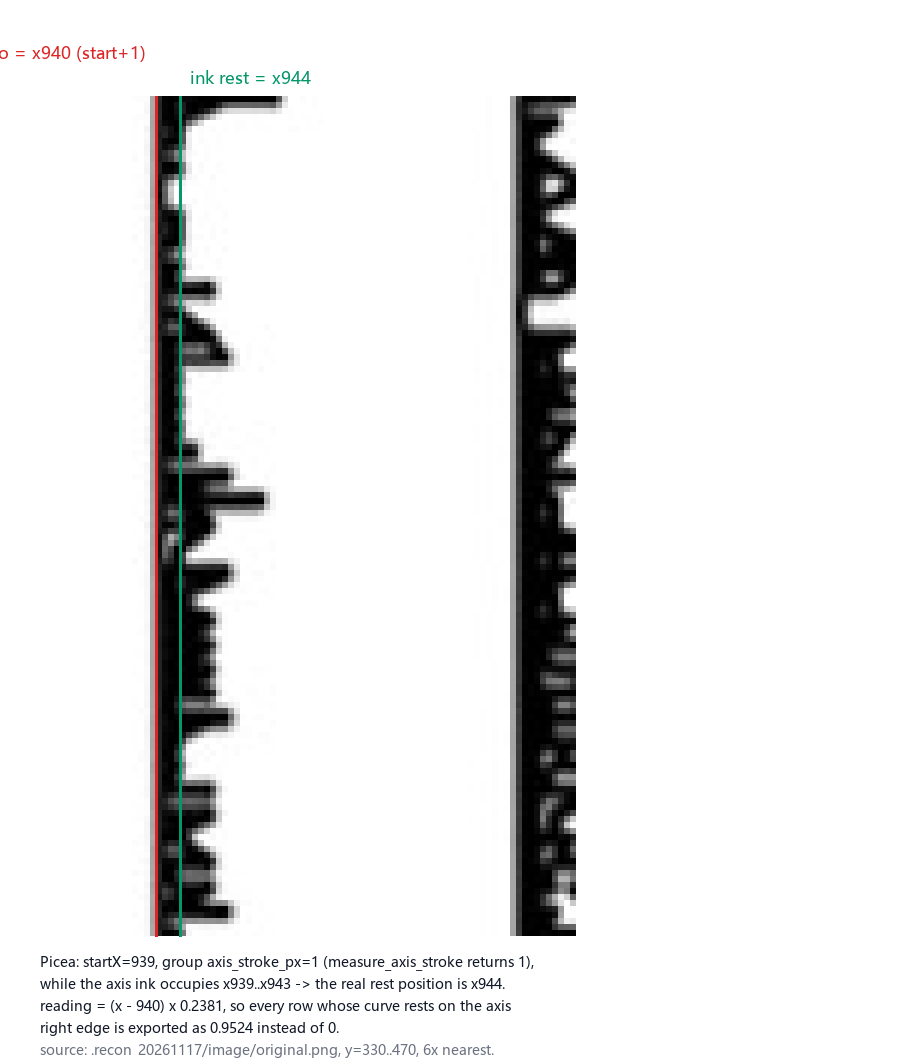 o = x940 (start+1)
ink rest = x944
Picea: startX=939, group axis_stroke_px=1 (measure_axis_stroke returns 1),
while the axis ink occupies x939..x943 -> the real rest position is x944.
reading = (x - 940) x 0.2381, so every row whose curve rests on the axis
right edge is exported as 0.9524 instead of 0.
source: .recon_20261117/image/original.png, y=330..470, 6x nearest.